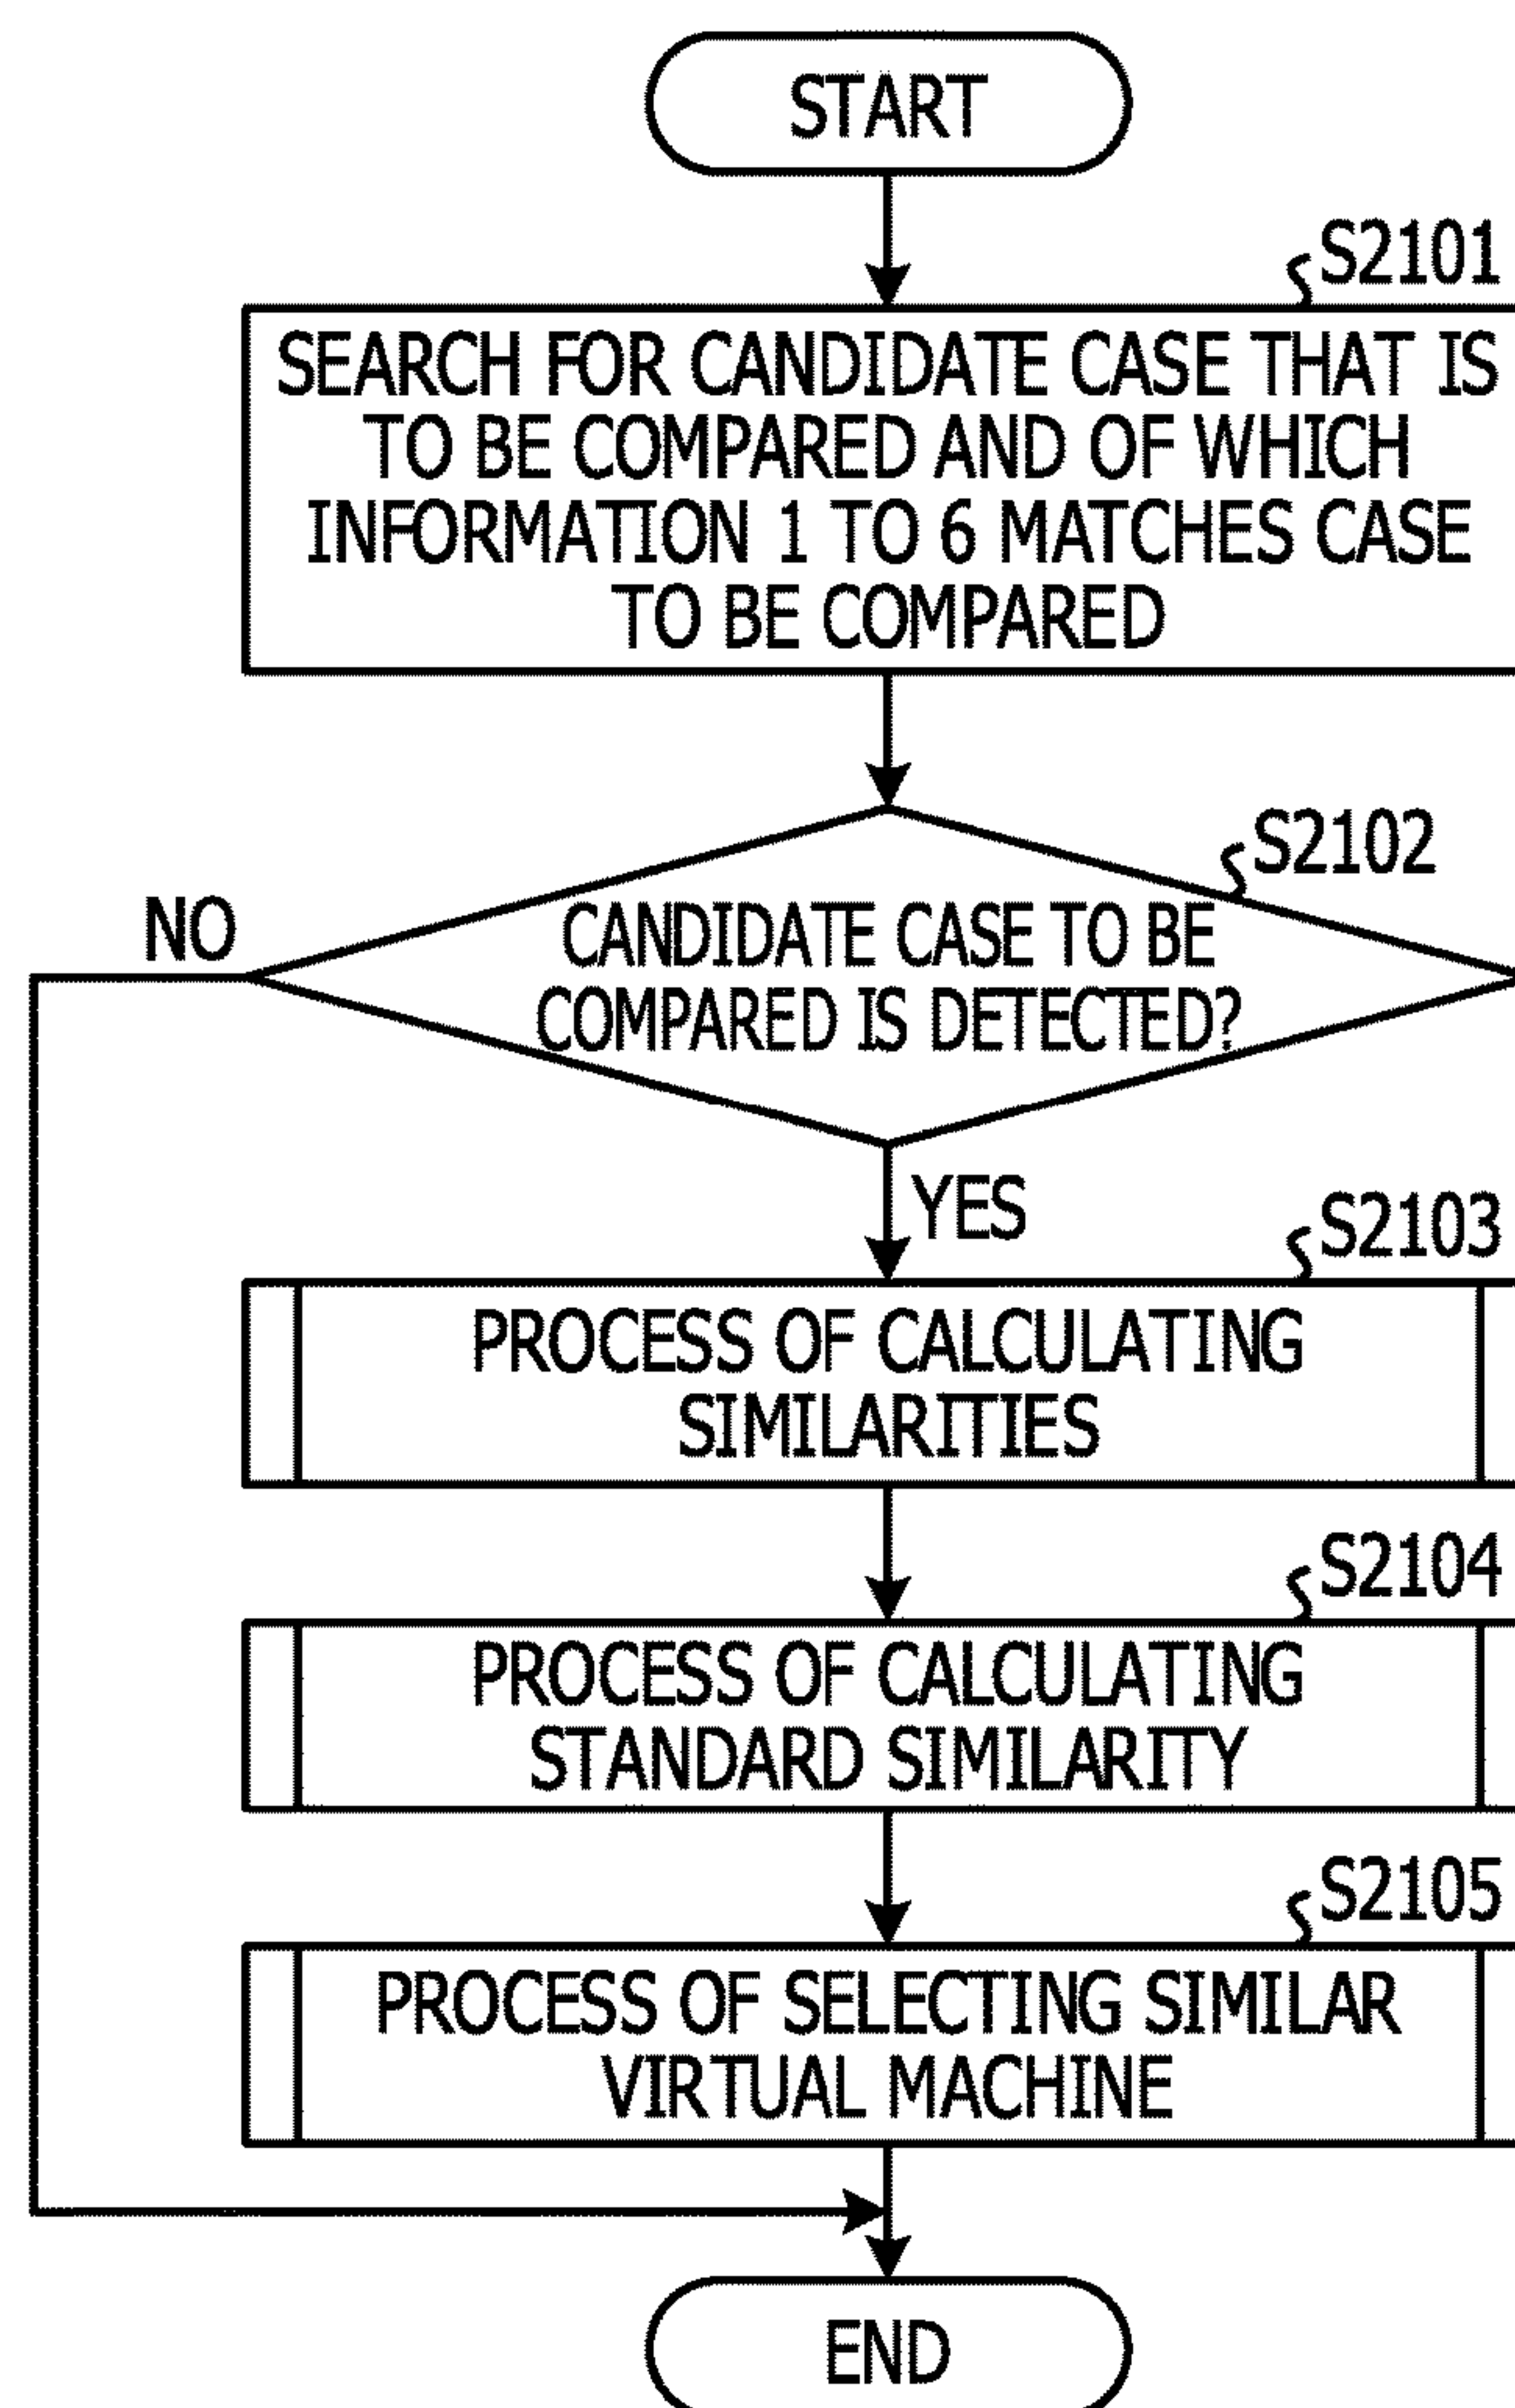 START
S2101
SEARCH FOR CANDIDATE CASE THAT IS
TO BE COMPARED AND OF WHICH
INFORMATION 1 TO 6 MATCHES CASE
TO BE COMPARED
S2102
NO
CANDIDATE CASE TO BE
COMPARED IS DETECTED?
YES
S2103
PROCESS OF CALCULATING
SIMILARITIES
S2104
PROCESS OF CALCULATING
STANDARD SIMILARITY
S2105
PROCESS OF SELECTING SIMILAR
VIRTUAL MACHINE
END